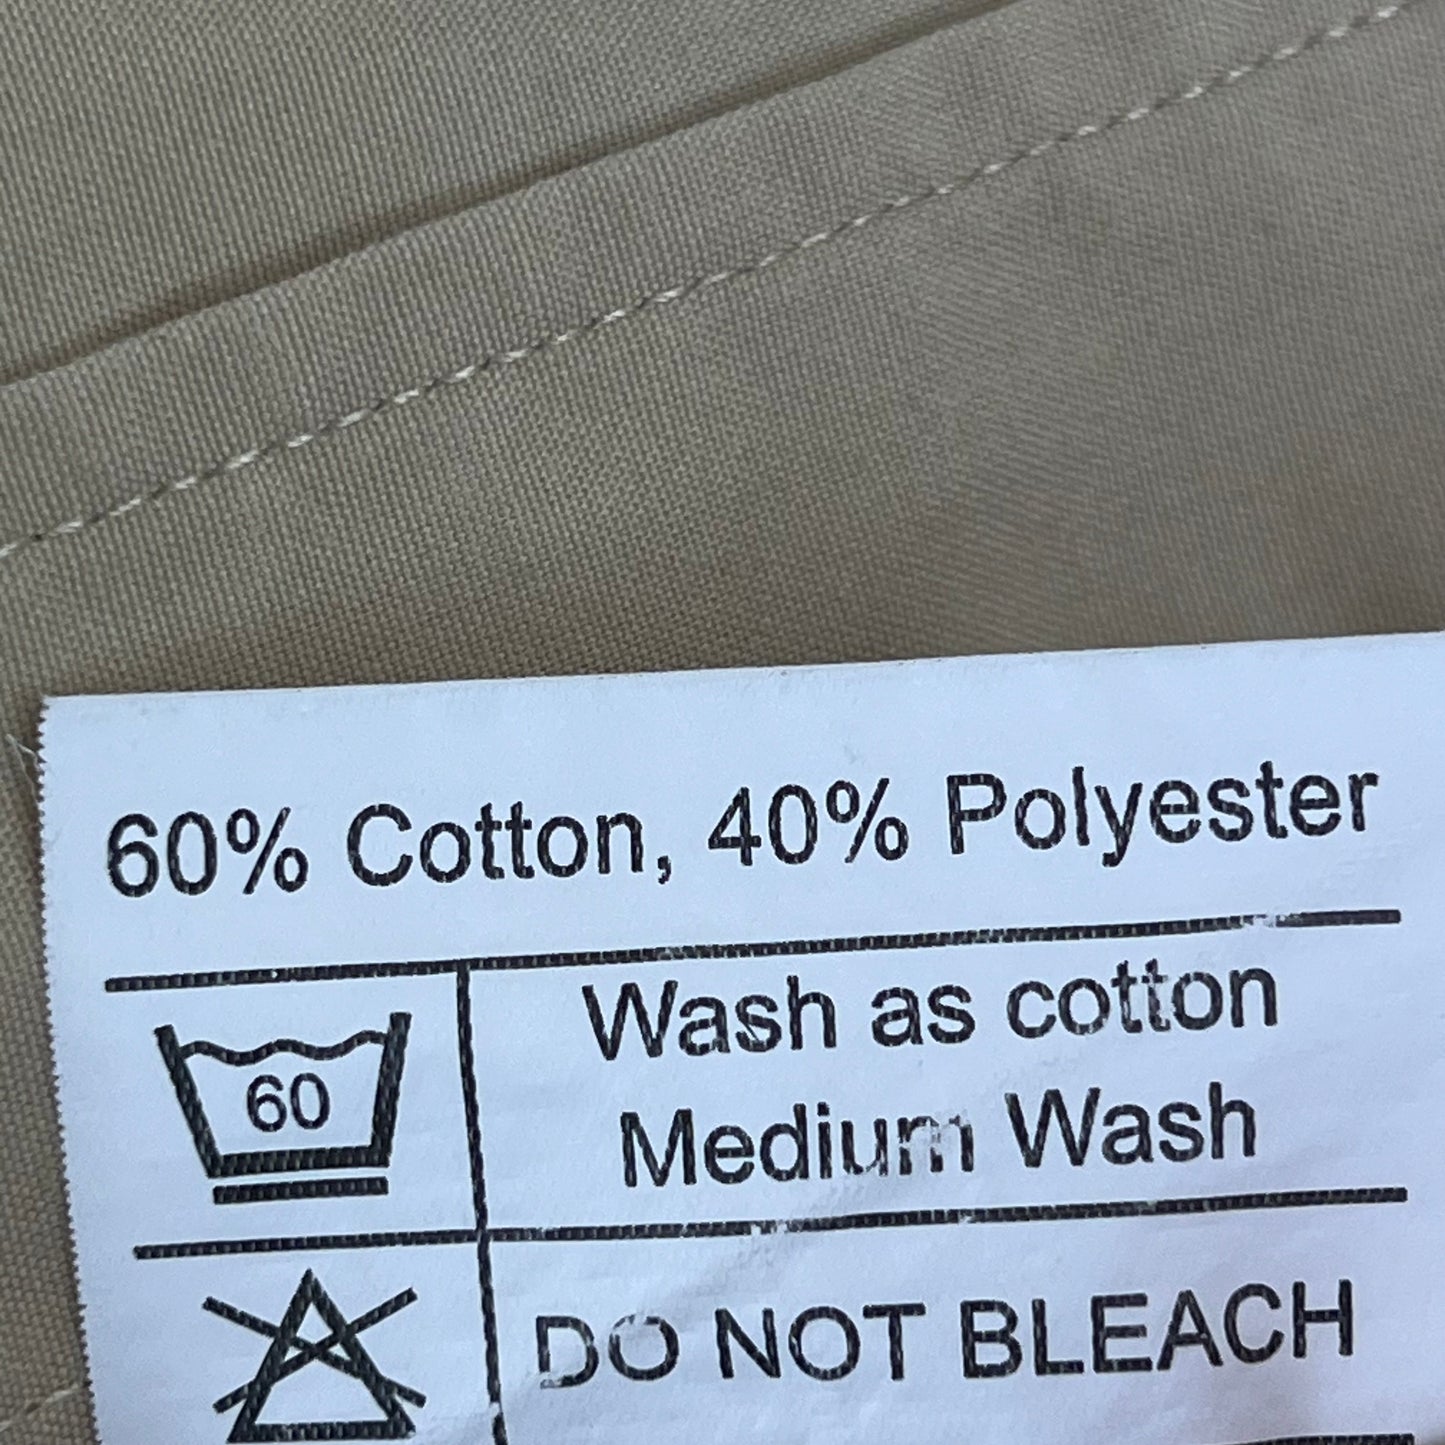 60% Cotton, 40% Polyester
Wash as cotton
60
Medium Wash
DO NOT BLEACH